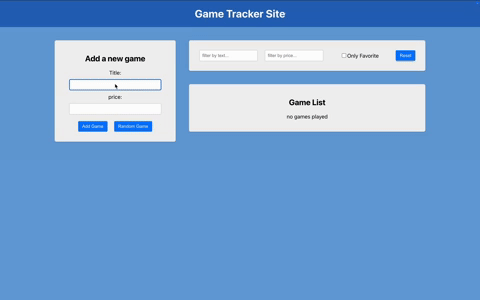 Game Tracker Site
Add a new game
Title:
price:
Add Game
Random Game
filter by text...
filter by price...
Only Favorite
Reset
Game List
no games played